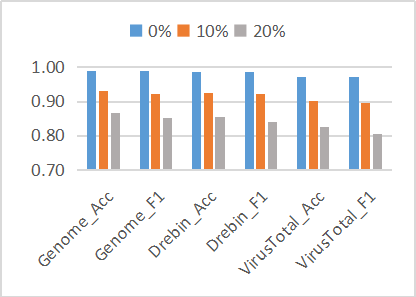 0% 10% 20%
1.00
0.90
0.80
0.70
Genome_Acc
Genome_F1
Drebin_Acc
Drebin_F1
VirusTotal_Acc
VirusTotal_F1